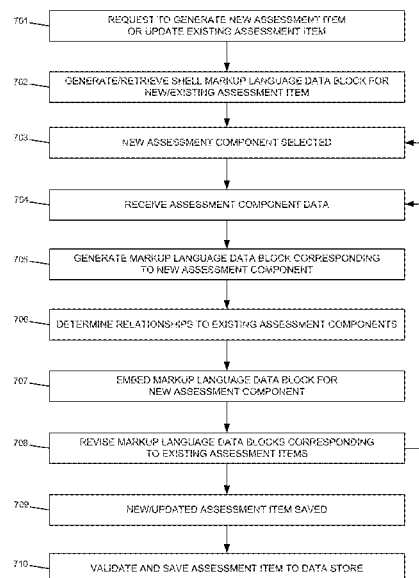 701
REQUEST TO GENERATE NEW ASSESSMENT ITEM
OR UPDATE EXISTING ASSESSMENT ITEM
702
GENERATE/RETRIEVE SHELL MARKUP LANGUAGE DATA BLOCK FOR
NEW/EXISTING ASSESSMENT ITEM
703
NEW ASSESSMENT COMPONENT SELECTED
704
RECEIVE ASSESSMENT COMPONENT DATA
705
GENERATE MARKUP LANGUAGE DATA BLOCK CORRESPONDING
TO NEW ASSESSMENT COMPONENT
706
DETERMINE RELATIONSHIPS TO EXISTING ASSESSMENT COMPONENTS
707
EMBED MARKUP LANGUAGE DATA BLOCK FOR
NEW ASSESSMENT COMPONENT
708
REVISE MARKUP LANGUAGE DATA BLOCKS CORRESPONDING
TO EXISTING ASSESSMENT ITEMS
709
NEW/UPDATED ASSESSMENT ITEM SAVED
710
VALIDATE AND SAVE ASSESSMENT ITEM TO DATA STORE